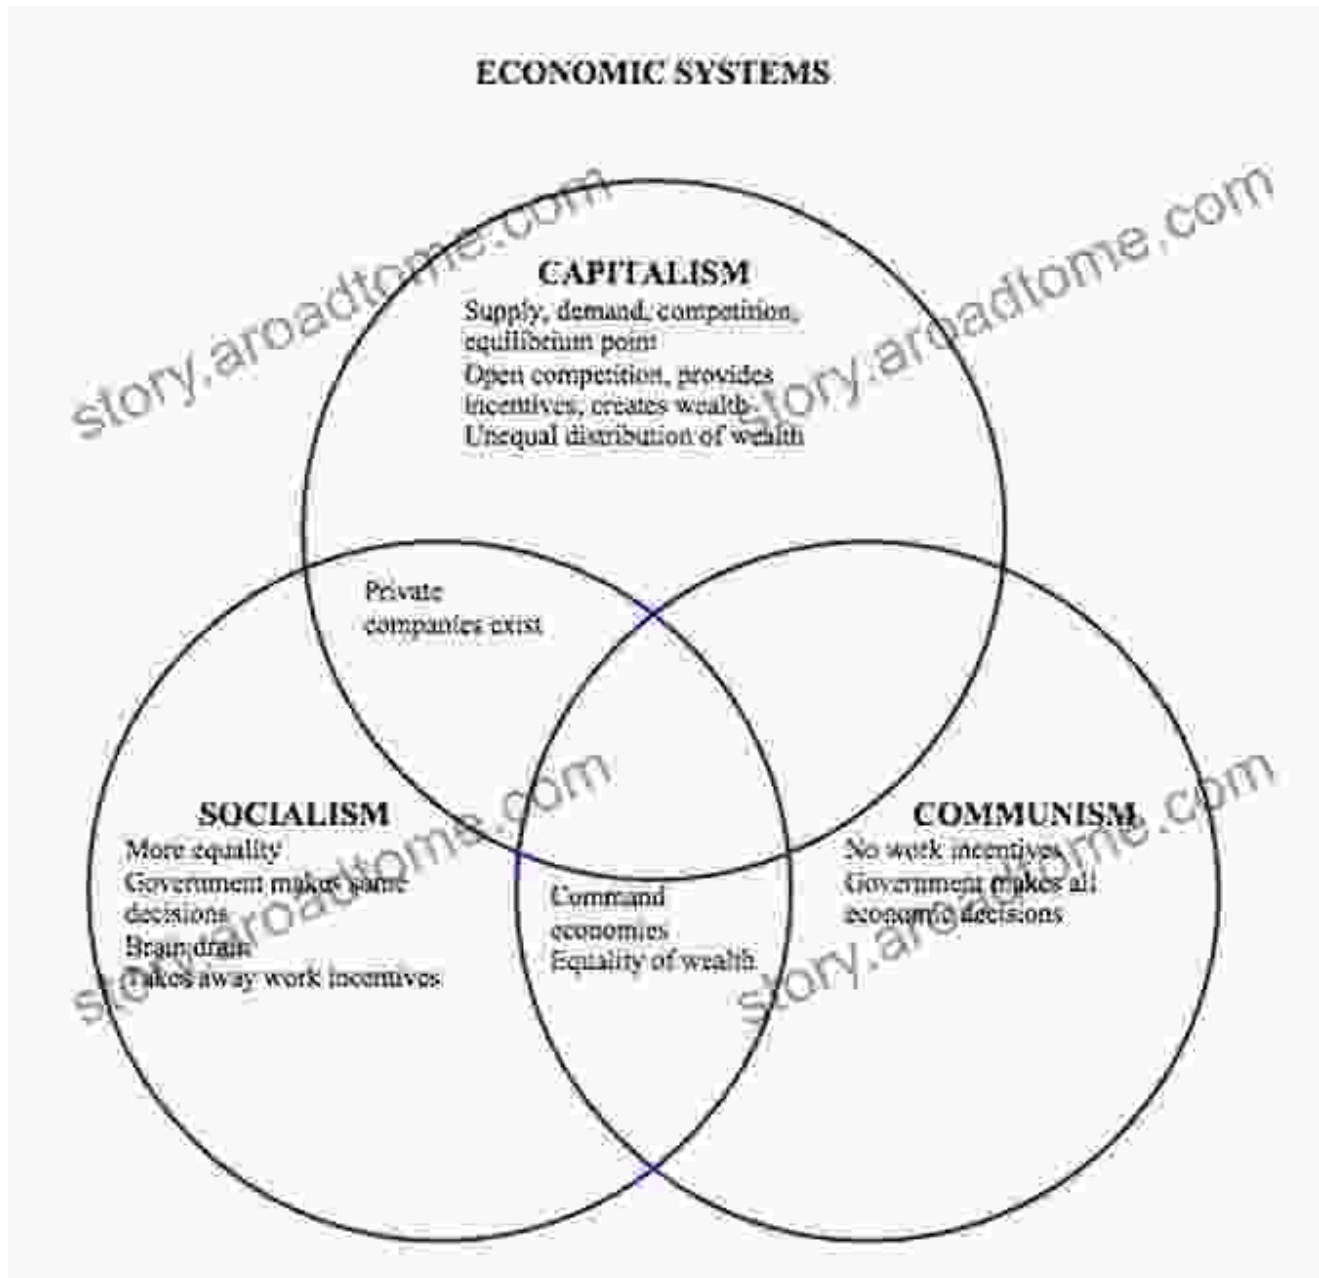 ECONOMIC SYSTEMS
CAPITALISM
Supply, demand, competition,
equilibrium point
Open competition, provides
incentives, creates wealth
Unequal distribution of wealth
Private
companies exist
SOCIALISM
More equality
Government makes some
decisions
Brain drain
Takes away work incentives
Command
economies
Equality of wealth
COMMUNISM
No work incentives
Government makes all
economic decisions
story.aroadtome.com
story.aroadtome.com
story.aroadtome.com
story.aroadtome.com